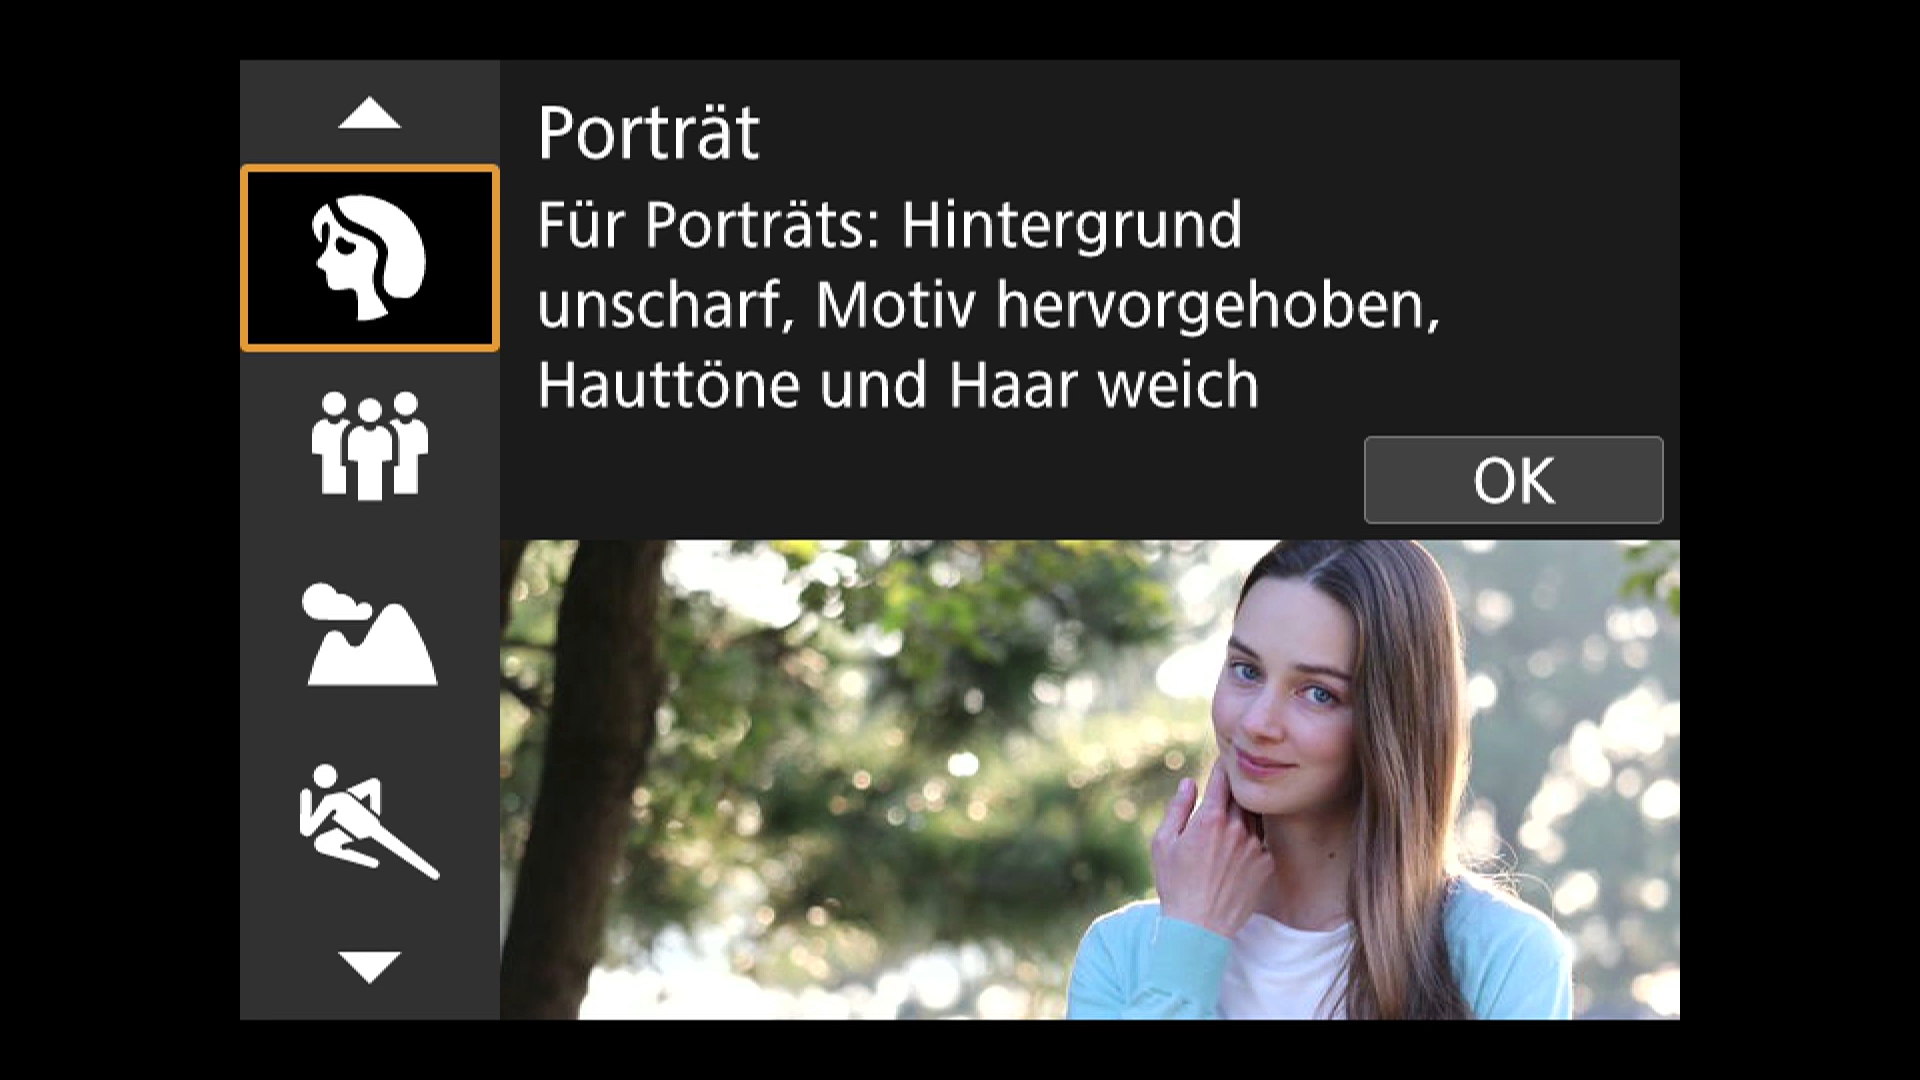 Porträt
Für Porträts: Hintergrund
unscharf, Motiv hervorgehoben,
Hauttöne und Haar weich
OK